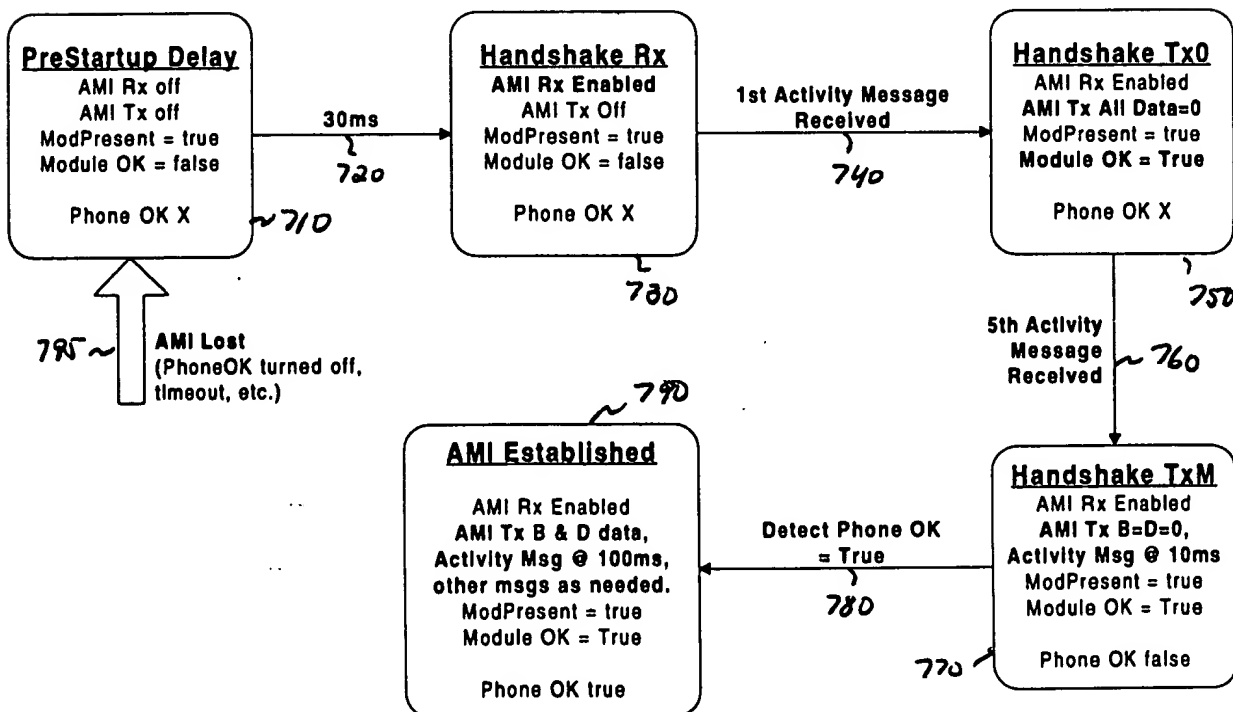 PreStartup Delay
AMI Rx off
AMI Tx off
ModPresent = true
Module OK = false
Phone OK X
710
30ms
720
Handshake Rx
AMI Rx Enabled
AMI Tx Off
ModPresent = true
Module OK = false
Phone OK X
730
1st Activity Message
Received
740
Handshake Tx0
AMI Rx Enabled
AMI Tx All Data=0
ModPresent = true
Module OK = True
Phone OK X
750
5th Activity
Message
Received
760
795
AMI Lost
(PhoneOK turned off,
timeout, etc.)
790
AMI Established
AMI Rx Enabled
AMI Tx B & D data,
Activity Msg @ 100ms,
other msgs as needed.
ModPresent = true
Module OK = True
Phone OK true
Detect Phone OK
= True
780
Handshake TxM
AMI Rx Enabled
AMI Tx B=D=0,
Activity Msg @ 10ms
ModPresent = true
Module OK = True
Phone OK false
770